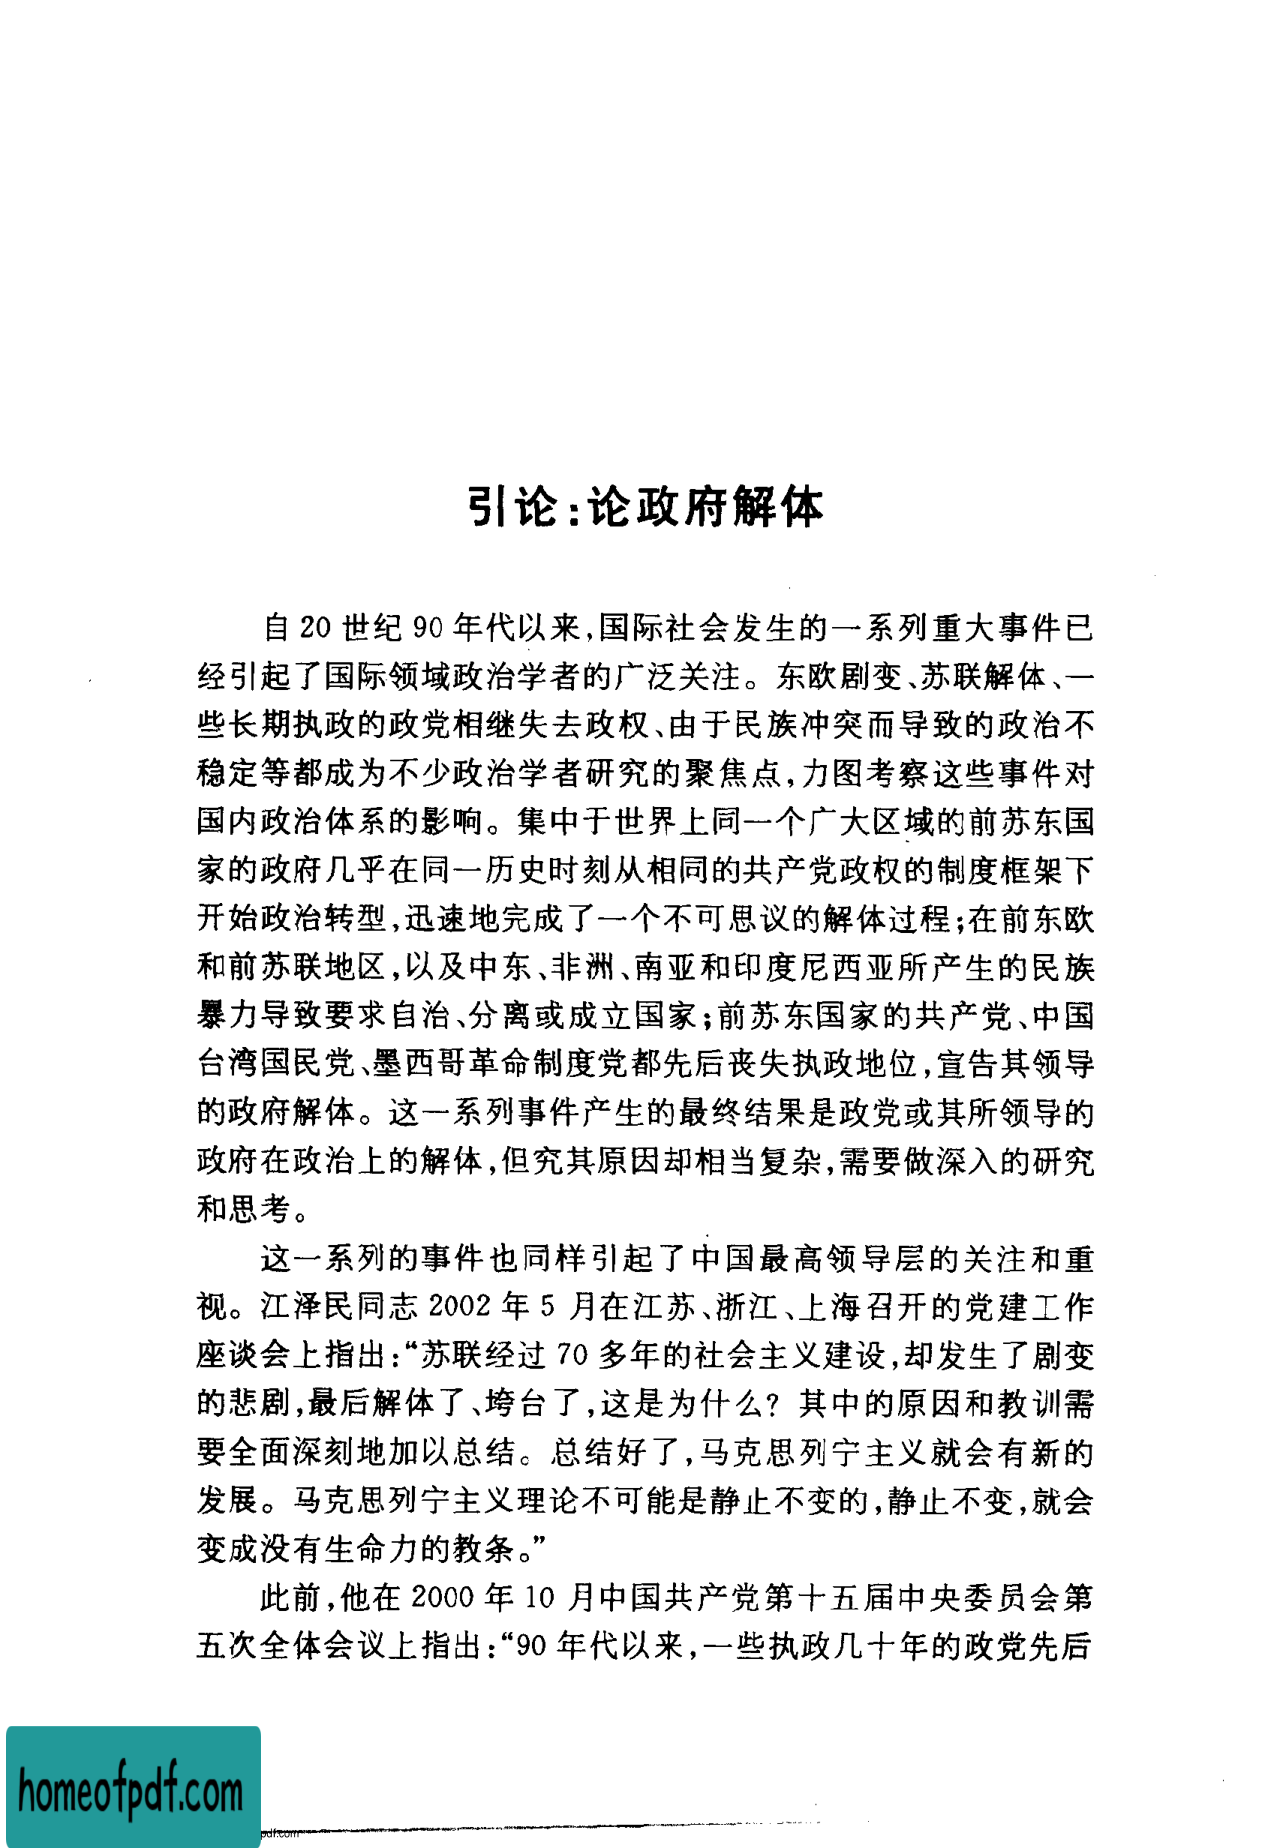 引论:论政府解体
自 20 世纪 90 年代以来,国际社会发生的一系列重大事件已
经引起了国际领域政治学者的广泛关注。东欧剧变、苏联解体、一
些长期执政的政党相继失去政权、由于民族冲突而导致的政治不
稳定等都成为不少政治学者研究的聚焦点,力图考察这些事件对
国内政治体系的影响。集中于世界上同一个广大区域的前苏东国
家的政府几乎在同一历史时刻从相同的共产党政权的制度框架下
开始政治转型,迅速地完成了一个不可思议的解体过程;在前东欧
和前苏联地区,以及中东、非洲、南亚和印度尼西亚所产生的民族
暴力导致要求自治、分离或成立国家;前苏东国家的共产党、中国
台湾国民党、墨西哥革命制度党都先后丧失执政地位,宣告其领导
的政府解体。这一系列事件产生的最终结果是政党或其所领导的
政府在政治上的解体,但究其原因却相当复杂,需要做深入的研究
和思考。
这一系列的事件也同样引起了中国最高领导层的关注和重
视。江泽民同志 2002 年 5 月在江苏、浙江、上海召开的党建工作
座谈会上指出:“苏联经过 70 多年的社会主义建设,却发生了剧变
的悲剧,最后解体了、垮台了,这是为什么? 其中的原因和教训需
要全面深刻地加以总结。总结好了,马克思列宁主义就会有新的
发展。马克思列宁主义理论不可能是静止不变的,静止不变,就会
变成没有生命力的教条。”
此前,他在 2000 年 10 月中国共产党第十五届中央委员会第
五次全体会议上指出:“90 年代以来,一些执政几十年的政党先后
homeofpdf.com
pdf.com